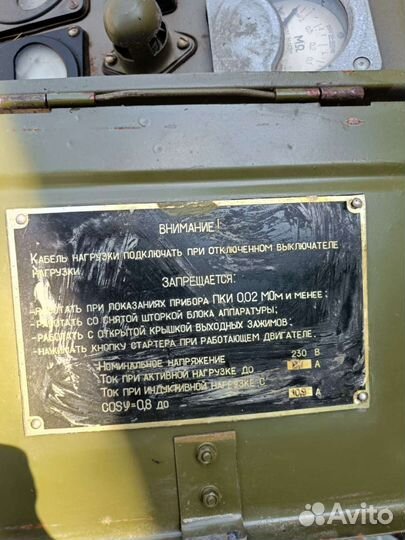 МΩ
ВНИМАНИЕ!
КАБЕЛЬ НАГРУЗКИ ПОДКЛЮЧАТЬ ПРИ ОТКЛЮЧЕННОМ ВЫКЛЮЧАТЕЛЕ
НАГРУЗКИ.
ЗАПРЕЩАЕТСЯ:
-РАБОТАТЬ ПРИ ПОКАЗАНИЯХ ПРИБОРА ПКИ 0,02 МОм И МЕНЕЕ;
-РАБОТАТЬ СО СНЯТОЙ ШТОРКОЙ БЛОКА АППАРАТУРЫ;
-РАБОТАТЬ С ОТКРЫТОЙ КРЫШКОЙ ВЫХОДНЫХ ЗАЖИМОВ;
-НАЖИМАТЬ КНОПКУ СТАРТЕРА ПРИ РАБОТАЮЩЕМ ДВИГАТЕЛЕ.
НОМИНАЛЬНОЕ НАПРЯЖЕНИЕ 230 В
ТОК ПРИ АКТИВНОЙ НАГРУЗКЕ ДО А
ТОК ПРИ ИНДУКТИВНОЙ НАГРУЗКЕ С А
COSφ=0,8 ДО
Avito